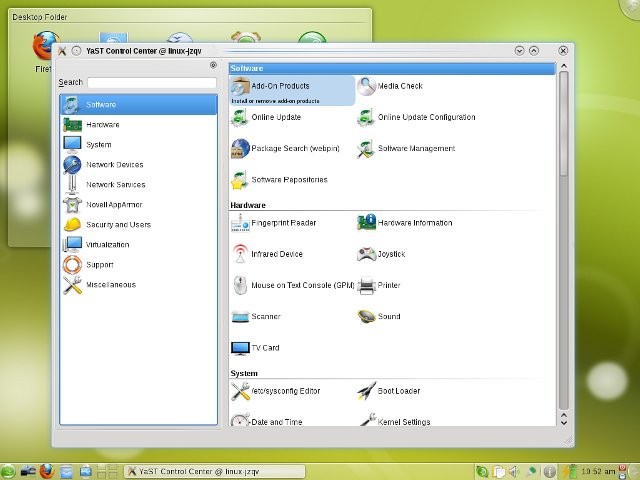 Desktop Folder
Firef
YaST Control Center @ linux-jzqv
Search
Software
Hardware
System
Network Devices
Network Services
Novell AppArmor
Security and Users
Virtualization
Support
Miscellaneous
Software
Add-On Products
Install or remove add-on products
Media Check
Online Update
Online Update Configuration
Package Search (webpin)
Software Management
Software Repositories
Hardware
Fingerprint Reader
Hardware Information
Infrared Device
Joystick
Mouse on Text Console (GPM)
Printer
Scanner
Sound
TV Card
System
/etc/sysconfig Editor
Boot Loader
Date and Time
Kernel Settings
YaST Control Center @ linux-jzqv
10:52 am